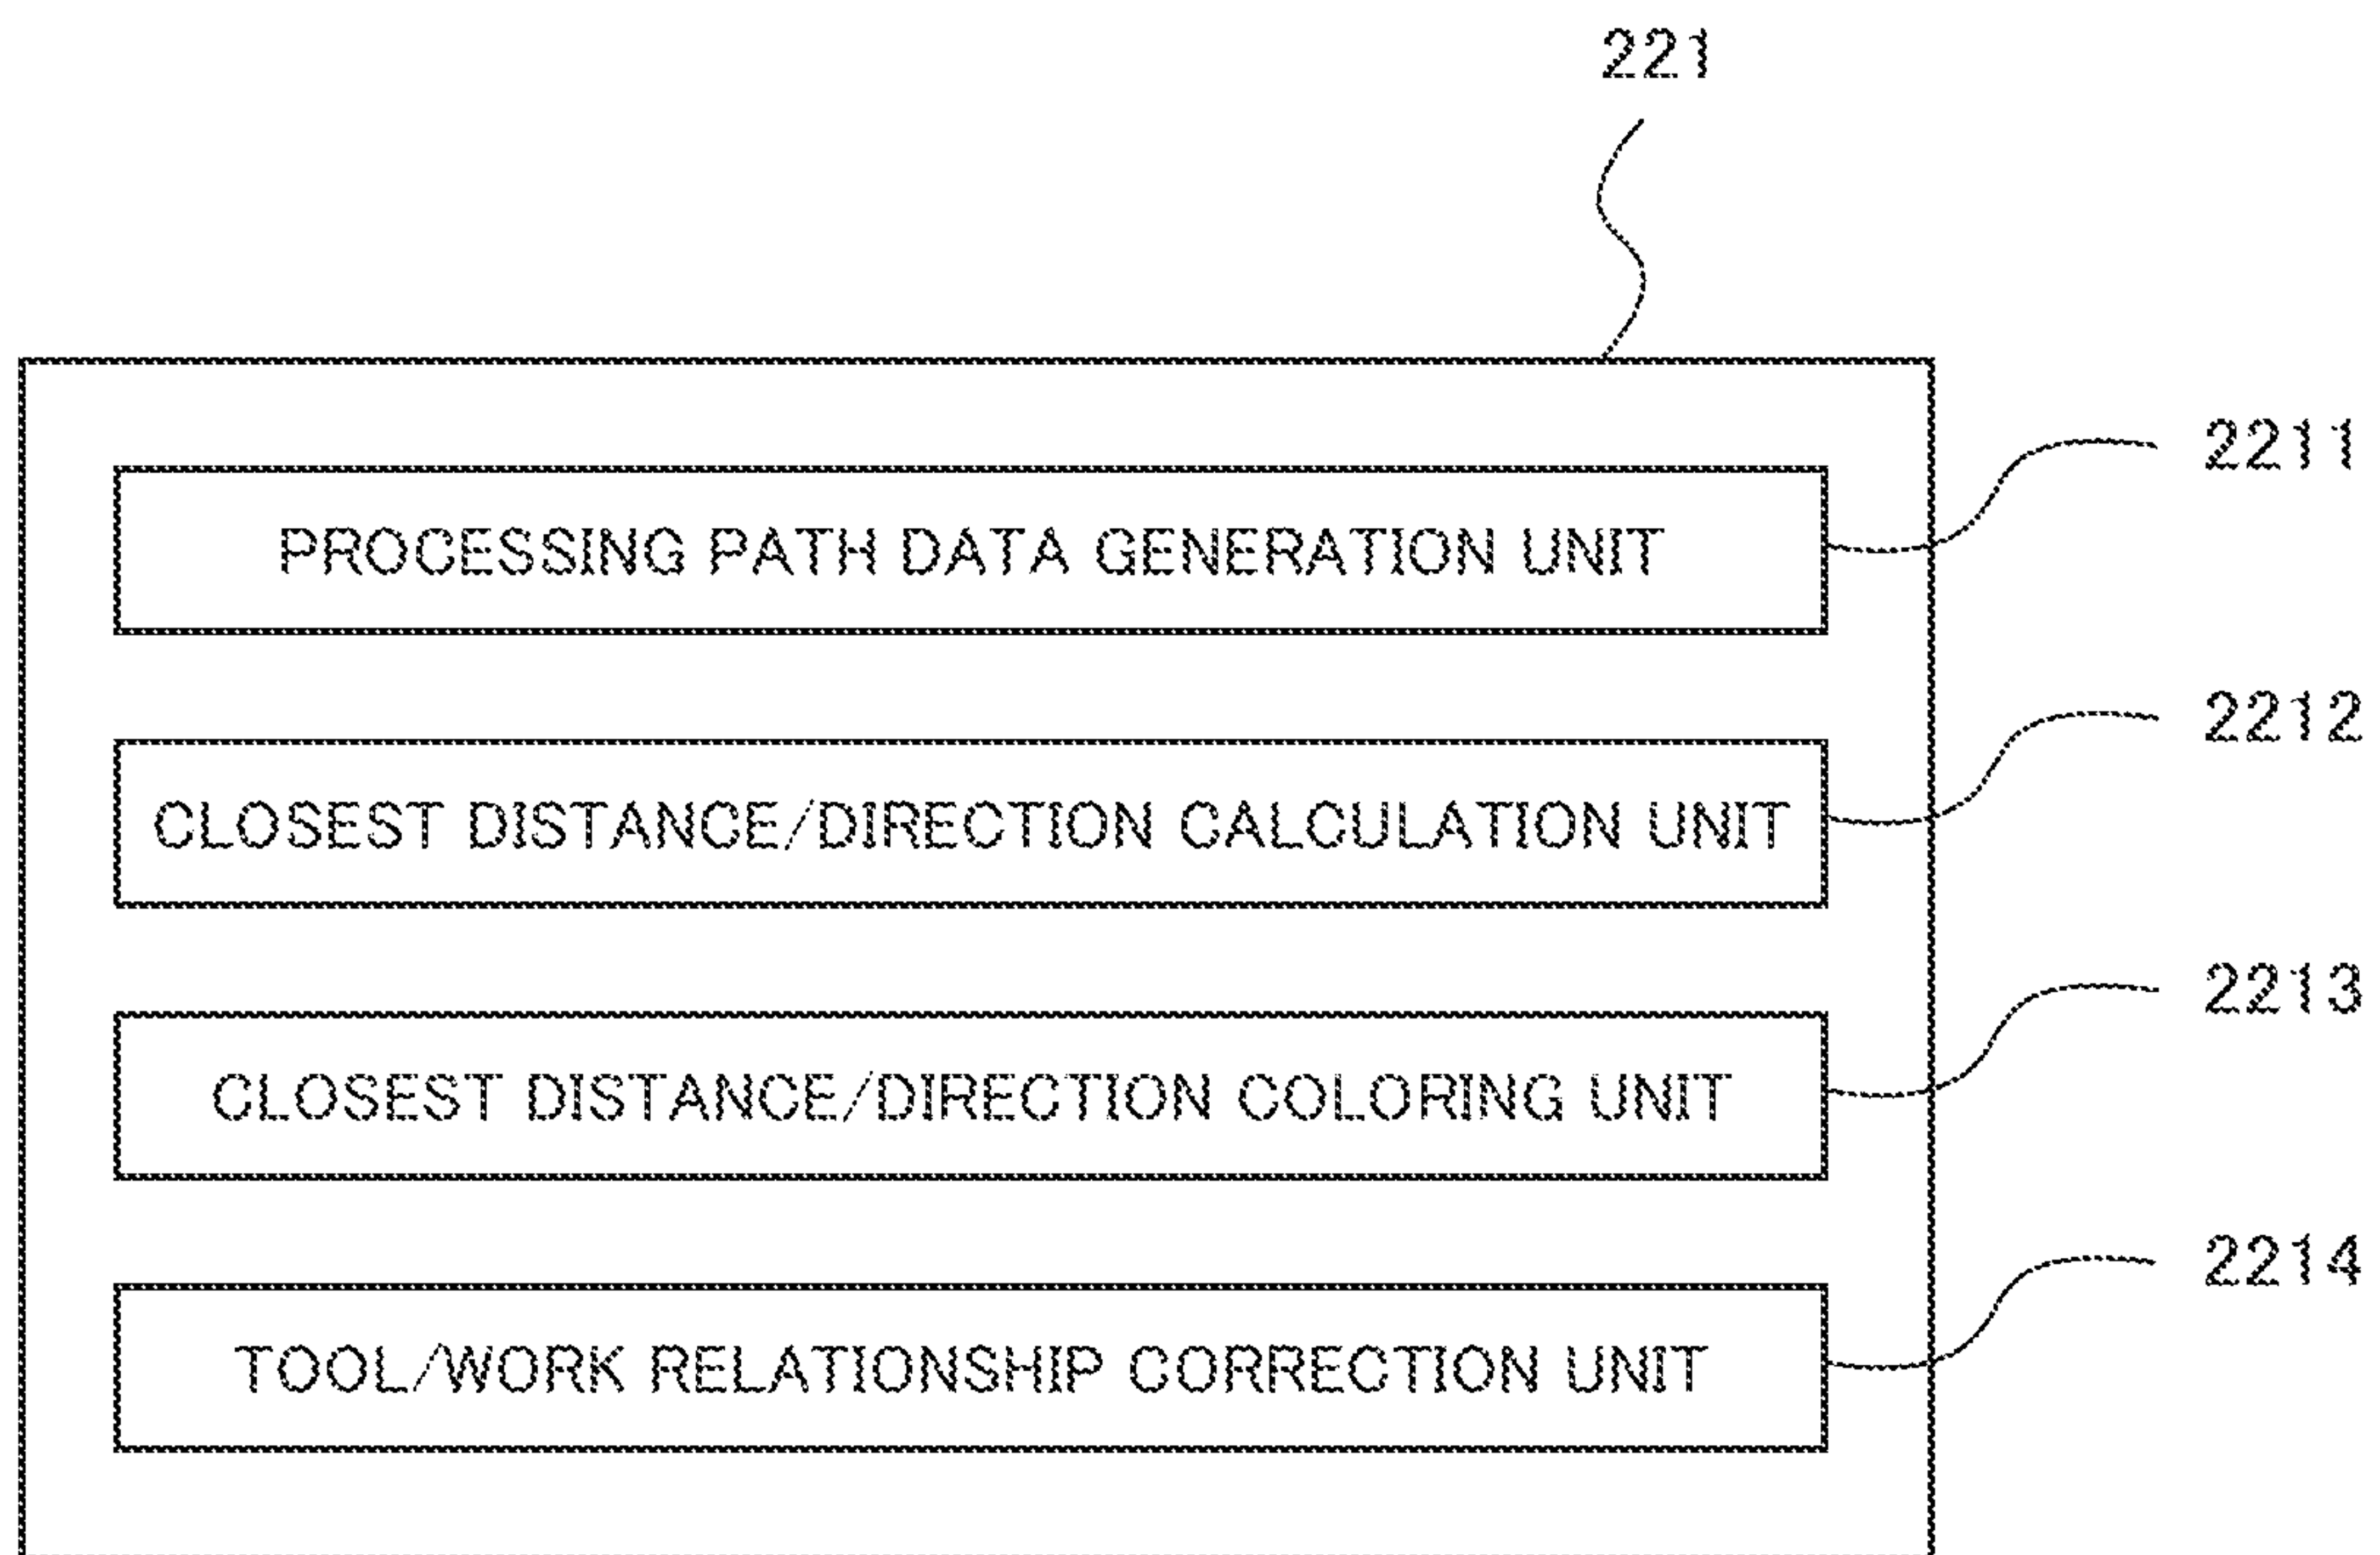 221
PROCESSING PATH DATA GENERATION UNIT
2211
CLOSEST DISTANCE/DIRECTION CALCULATION UNIT
2212
CLOSEST DISTANCE/DIRECTION COLORING UNIT
2213
TOOL/WORK RELATIONSHIP CORRECTION UNIT
2214